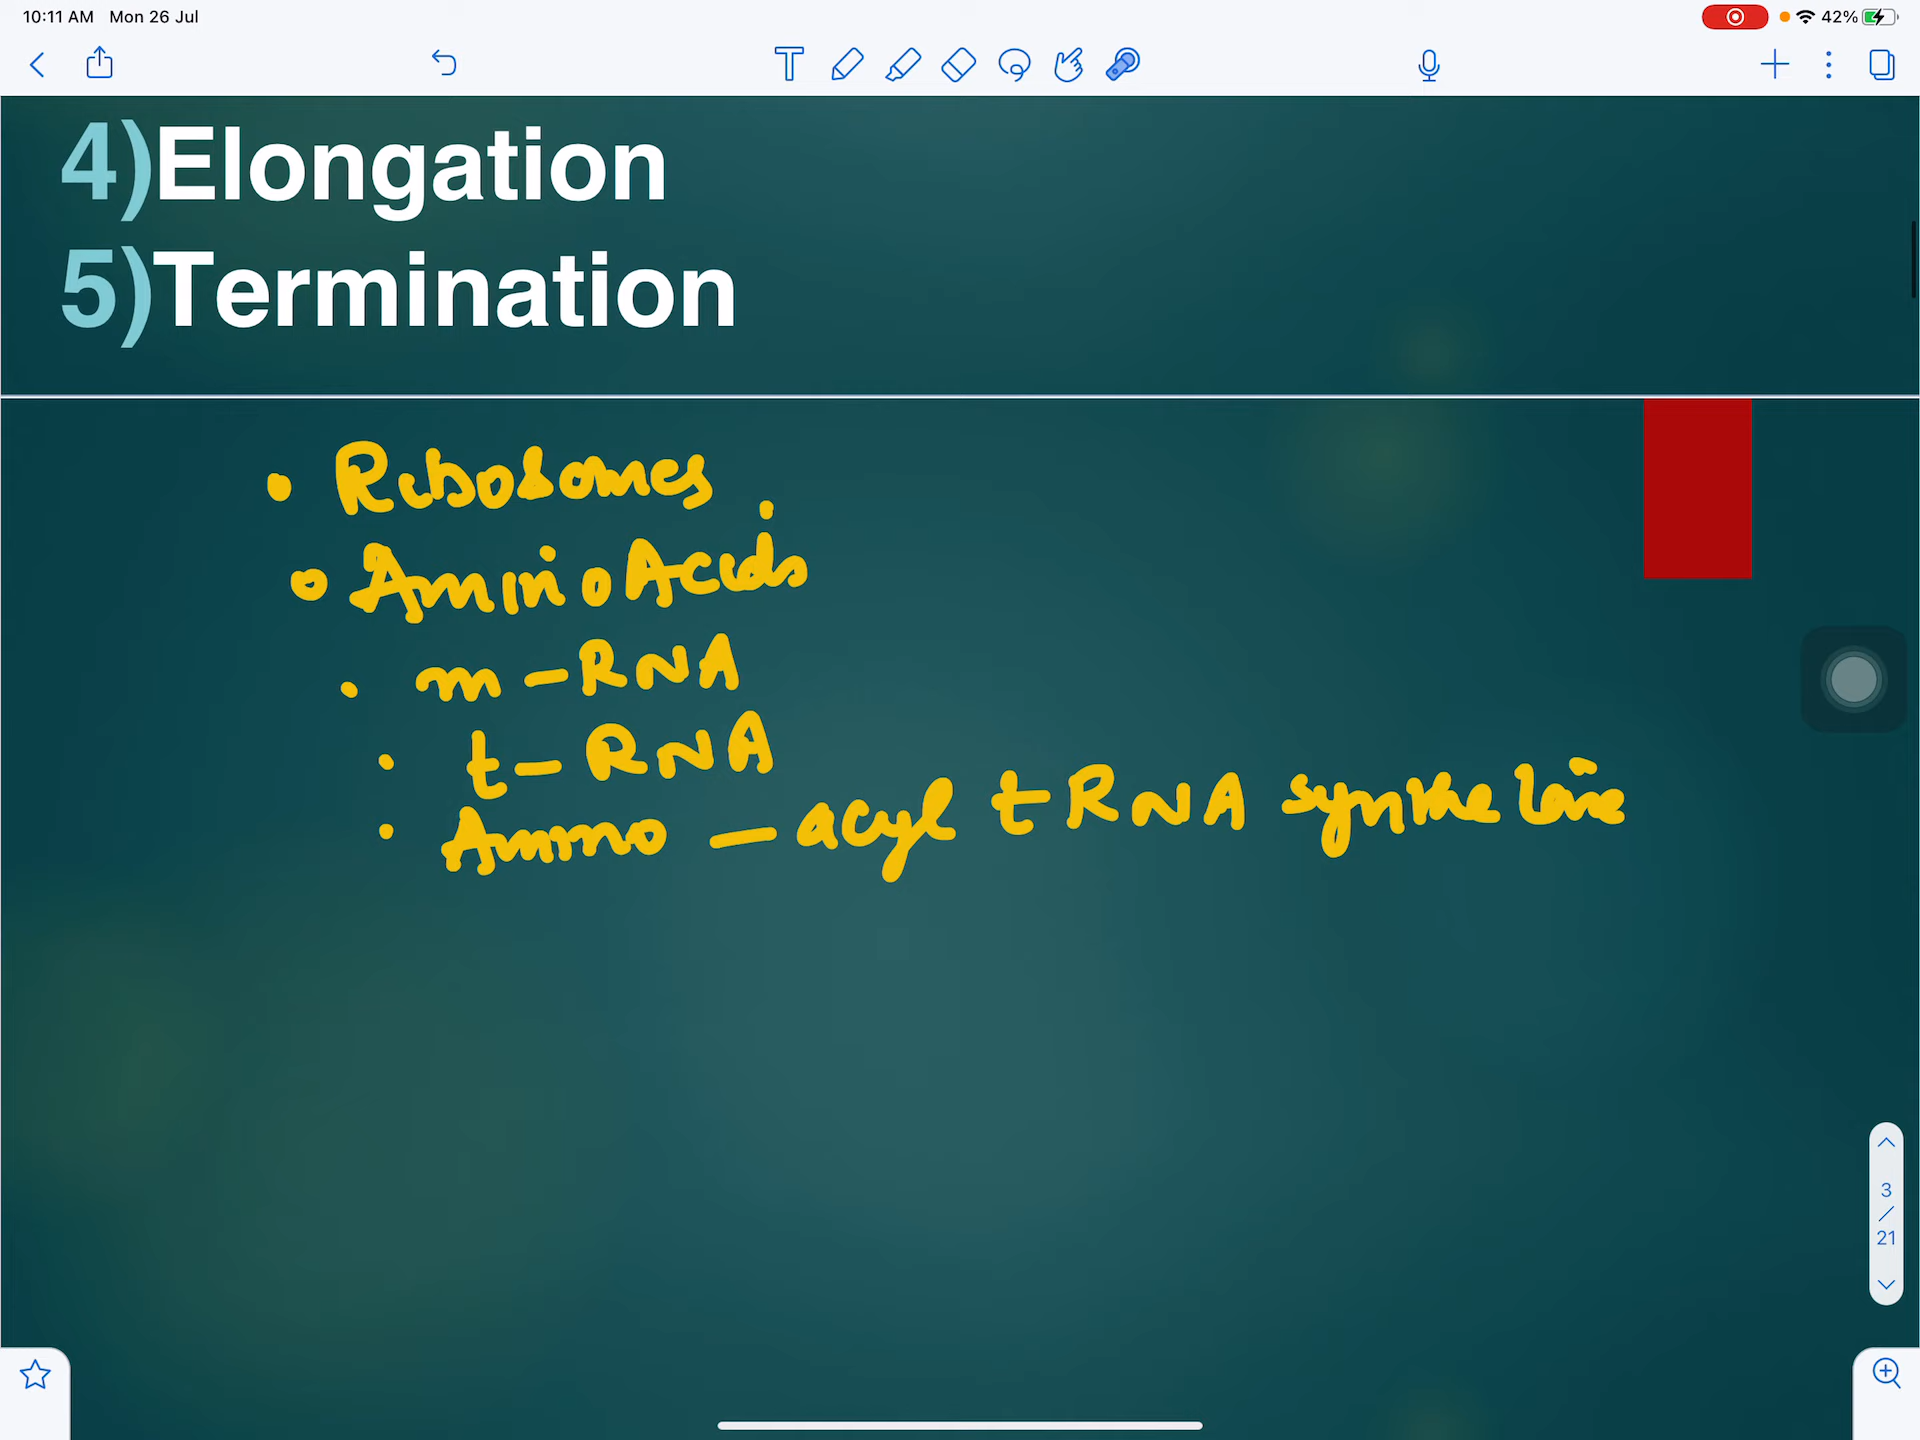 10:11 AM Mon 26 Jul
42%
4)Elongation
5)Termination
• Ribosomes
• Amino Acids
• m-RNA
• t-RNA
• Amino-acyl tRNA synthetase
3
/
21